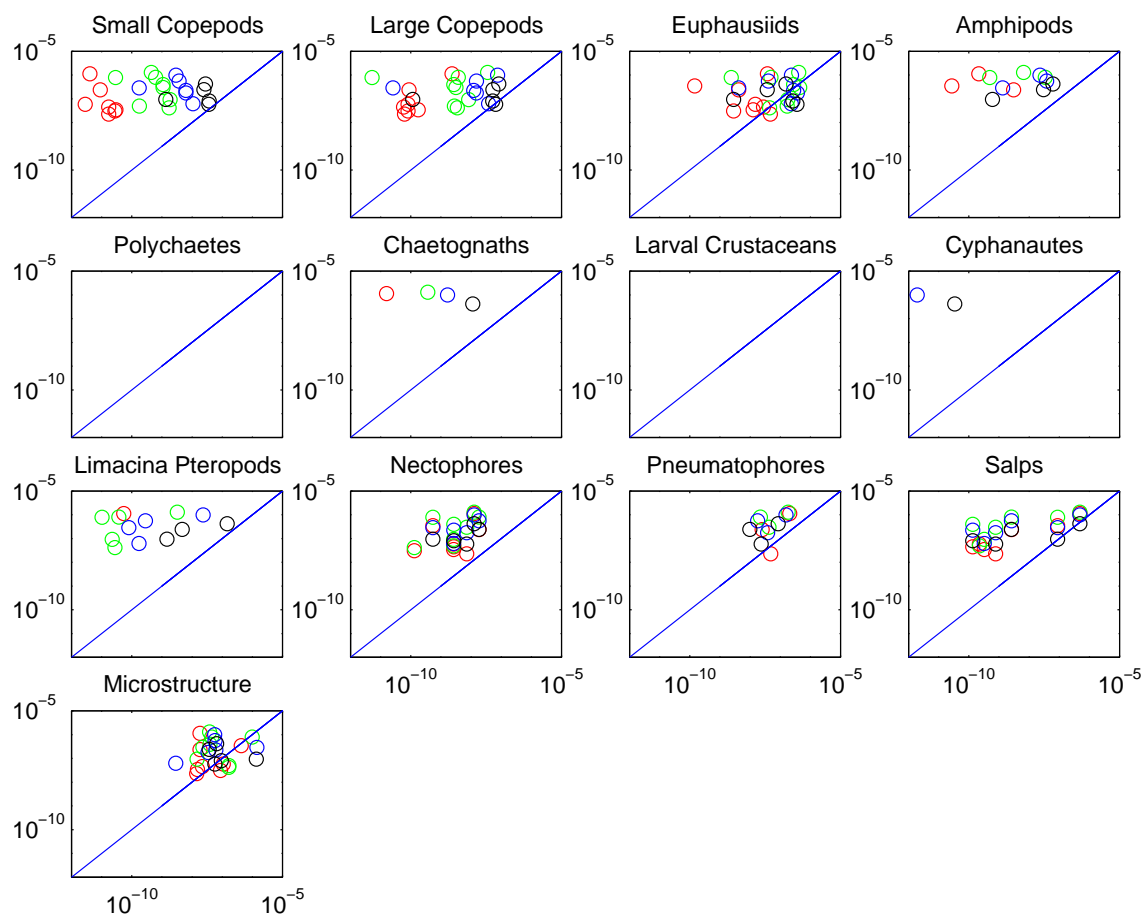 Small Copepods Large Copepods Euphausiids Amphipods
10⁻⁵ 10⁻⁵ 10⁻⁵ 10⁻⁵
10⁻¹⁰ 10⁻¹⁰ 10⁻¹⁰ 10⁻¹⁰
Polychaetes Chaetognaths Larval Crustaceans Cyphanautes
10⁻⁵ 10⁻⁵ 10⁻⁵ 10⁻⁵
10⁻¹⁰ 10⁻¹⁰ 10⁻¹⁰ 10⁻¹⁰
Limacina Pteropods Nectophores Pneumatophores Salps
10⁻⁵ 10⁻⁵ 10⁻⁵ 10⁻⁵
10⁻¹⁰ 10⁻¹⁰ 10⁻¹⁰ 10⁻¹⁰
10⁻¹⁰ 10⁻⁵ 10⁻¹⁰ 10⁻⁵ 10⁻¹⁰ 10⁻⁵
Microstructure
10⁻⁵
10⁻¹⁰
10⁻¹⁰ 10⁻⁵